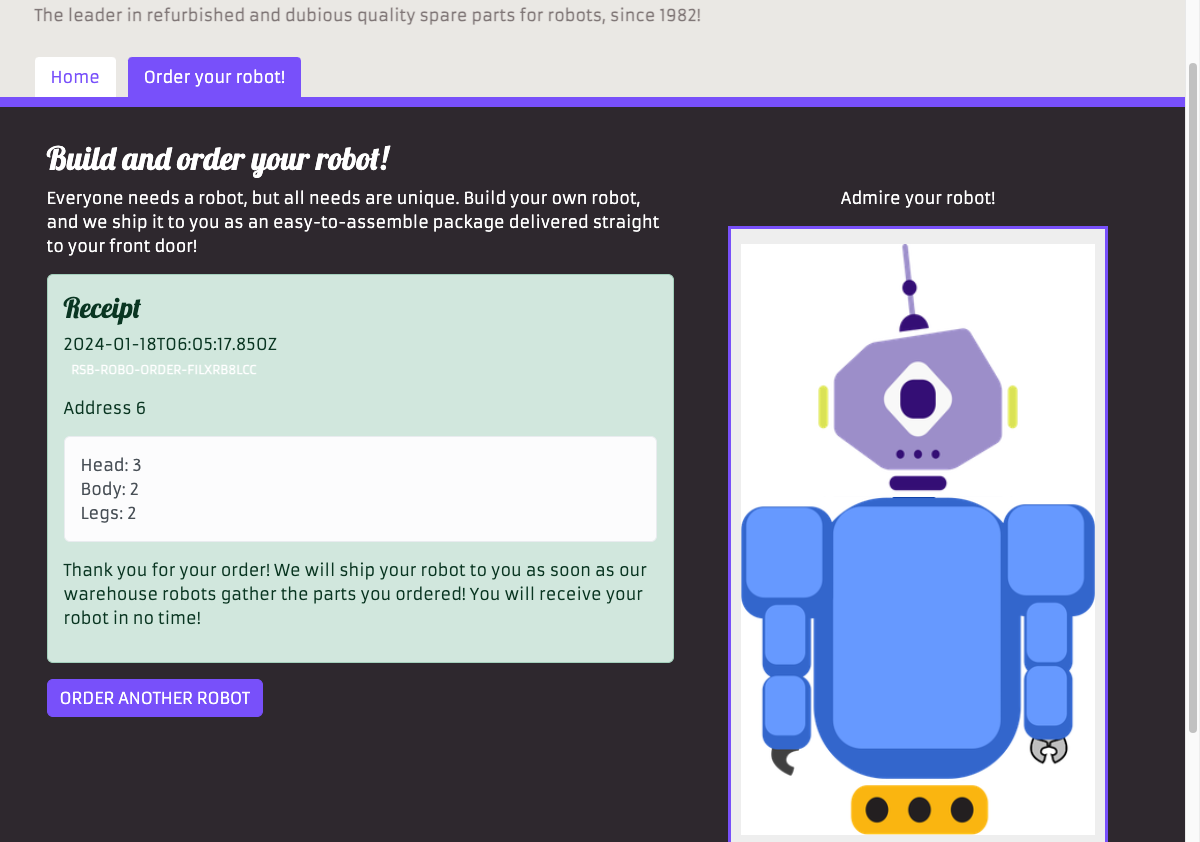 The leader in refurbished and dubious quality spare parts for robots, since 1982!
Home
Order your robot!
Build and order your robot!
Everyone needs a robot, but all needs are unique. Build your own robot,
and we ship it to you as an easy-to-assemble package delivered straight
to your front door!
Receipt
2024-01-18T06:05:17.850Z
RSB-ROBO-ORDER-FILXRB8LCC
Address 6
Head: 3
Body: 2
Legs: 2
Thank you for your order! We will ship your robot to you as soon as our
warehouse robots gather the parts you ordered! You will receive your
robot in no time!
ORDER ANOTHER ROBOT
Admire your robot!